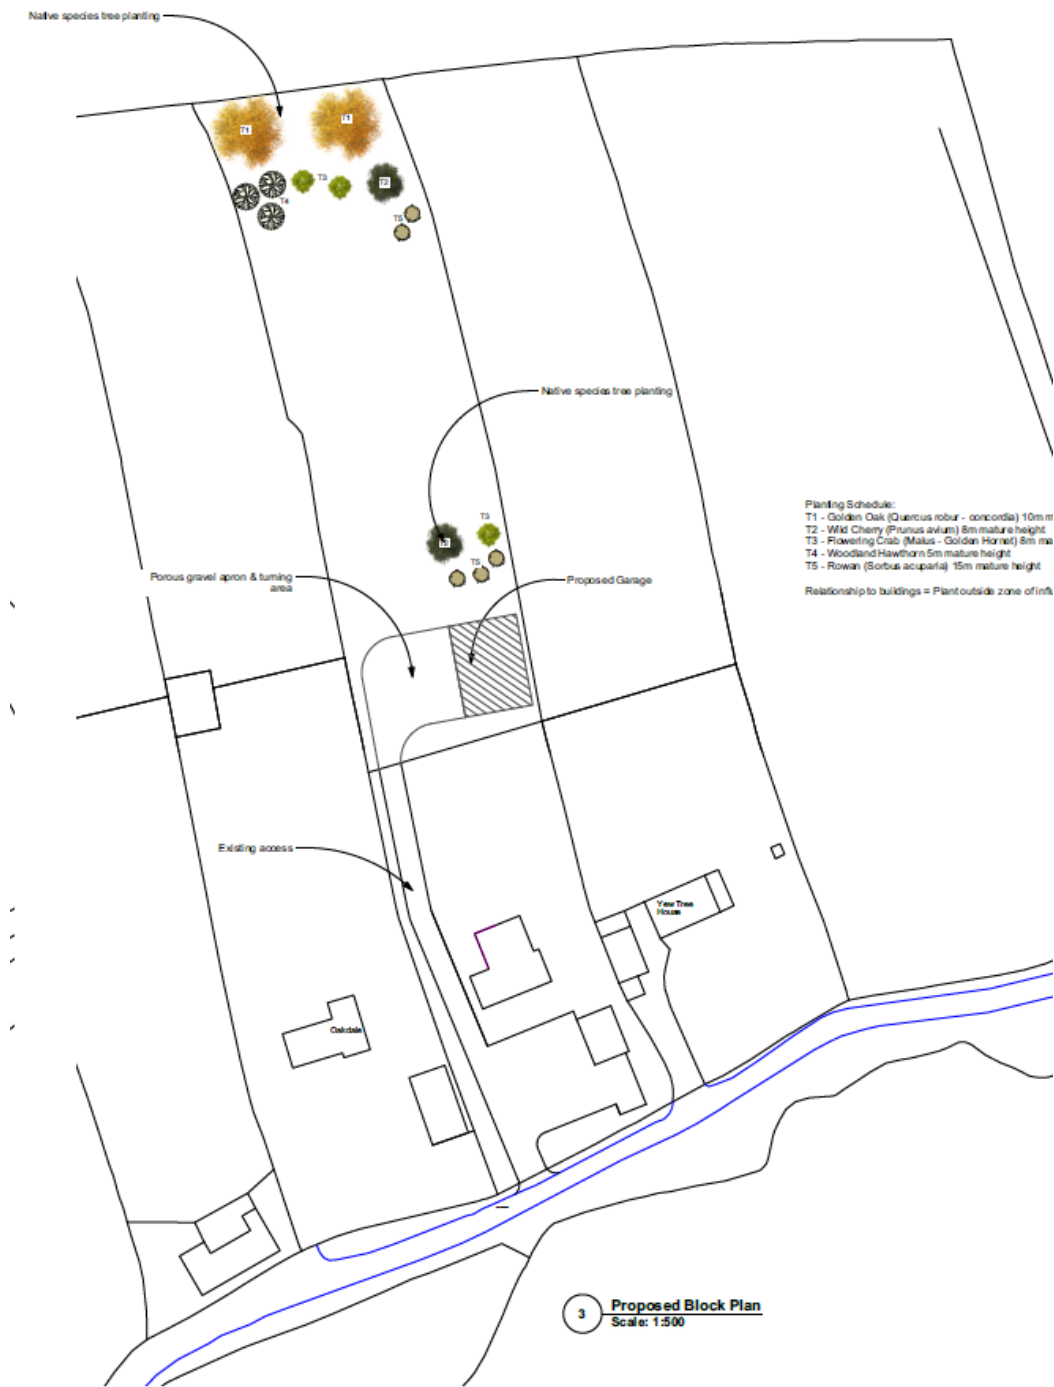 Native species tree planting
T1
T1
T3
T2
T4
T5
Native species tree planting
Planting Schedule:
T1 - Golden Oak (Quercus robur - concordia) 10m m
T2 - Wild Cherry (Prunus avium) 8m mature height
T3 - Flowering Crab (Malus - Golden Hornet) 8m ma
T4 - Woodland Hawthorn 5m mature height
T5 - Rowan (Sorbus acuparia) 15m mature height
Relationship to buildings = Plant outside zone of influ
T3
T5
Porous gravel apron & turning
area
Proposed Garage
Existing access
Yew Tree
House
Oakdale
3
Proposed Block Plan
Scale: 1:500